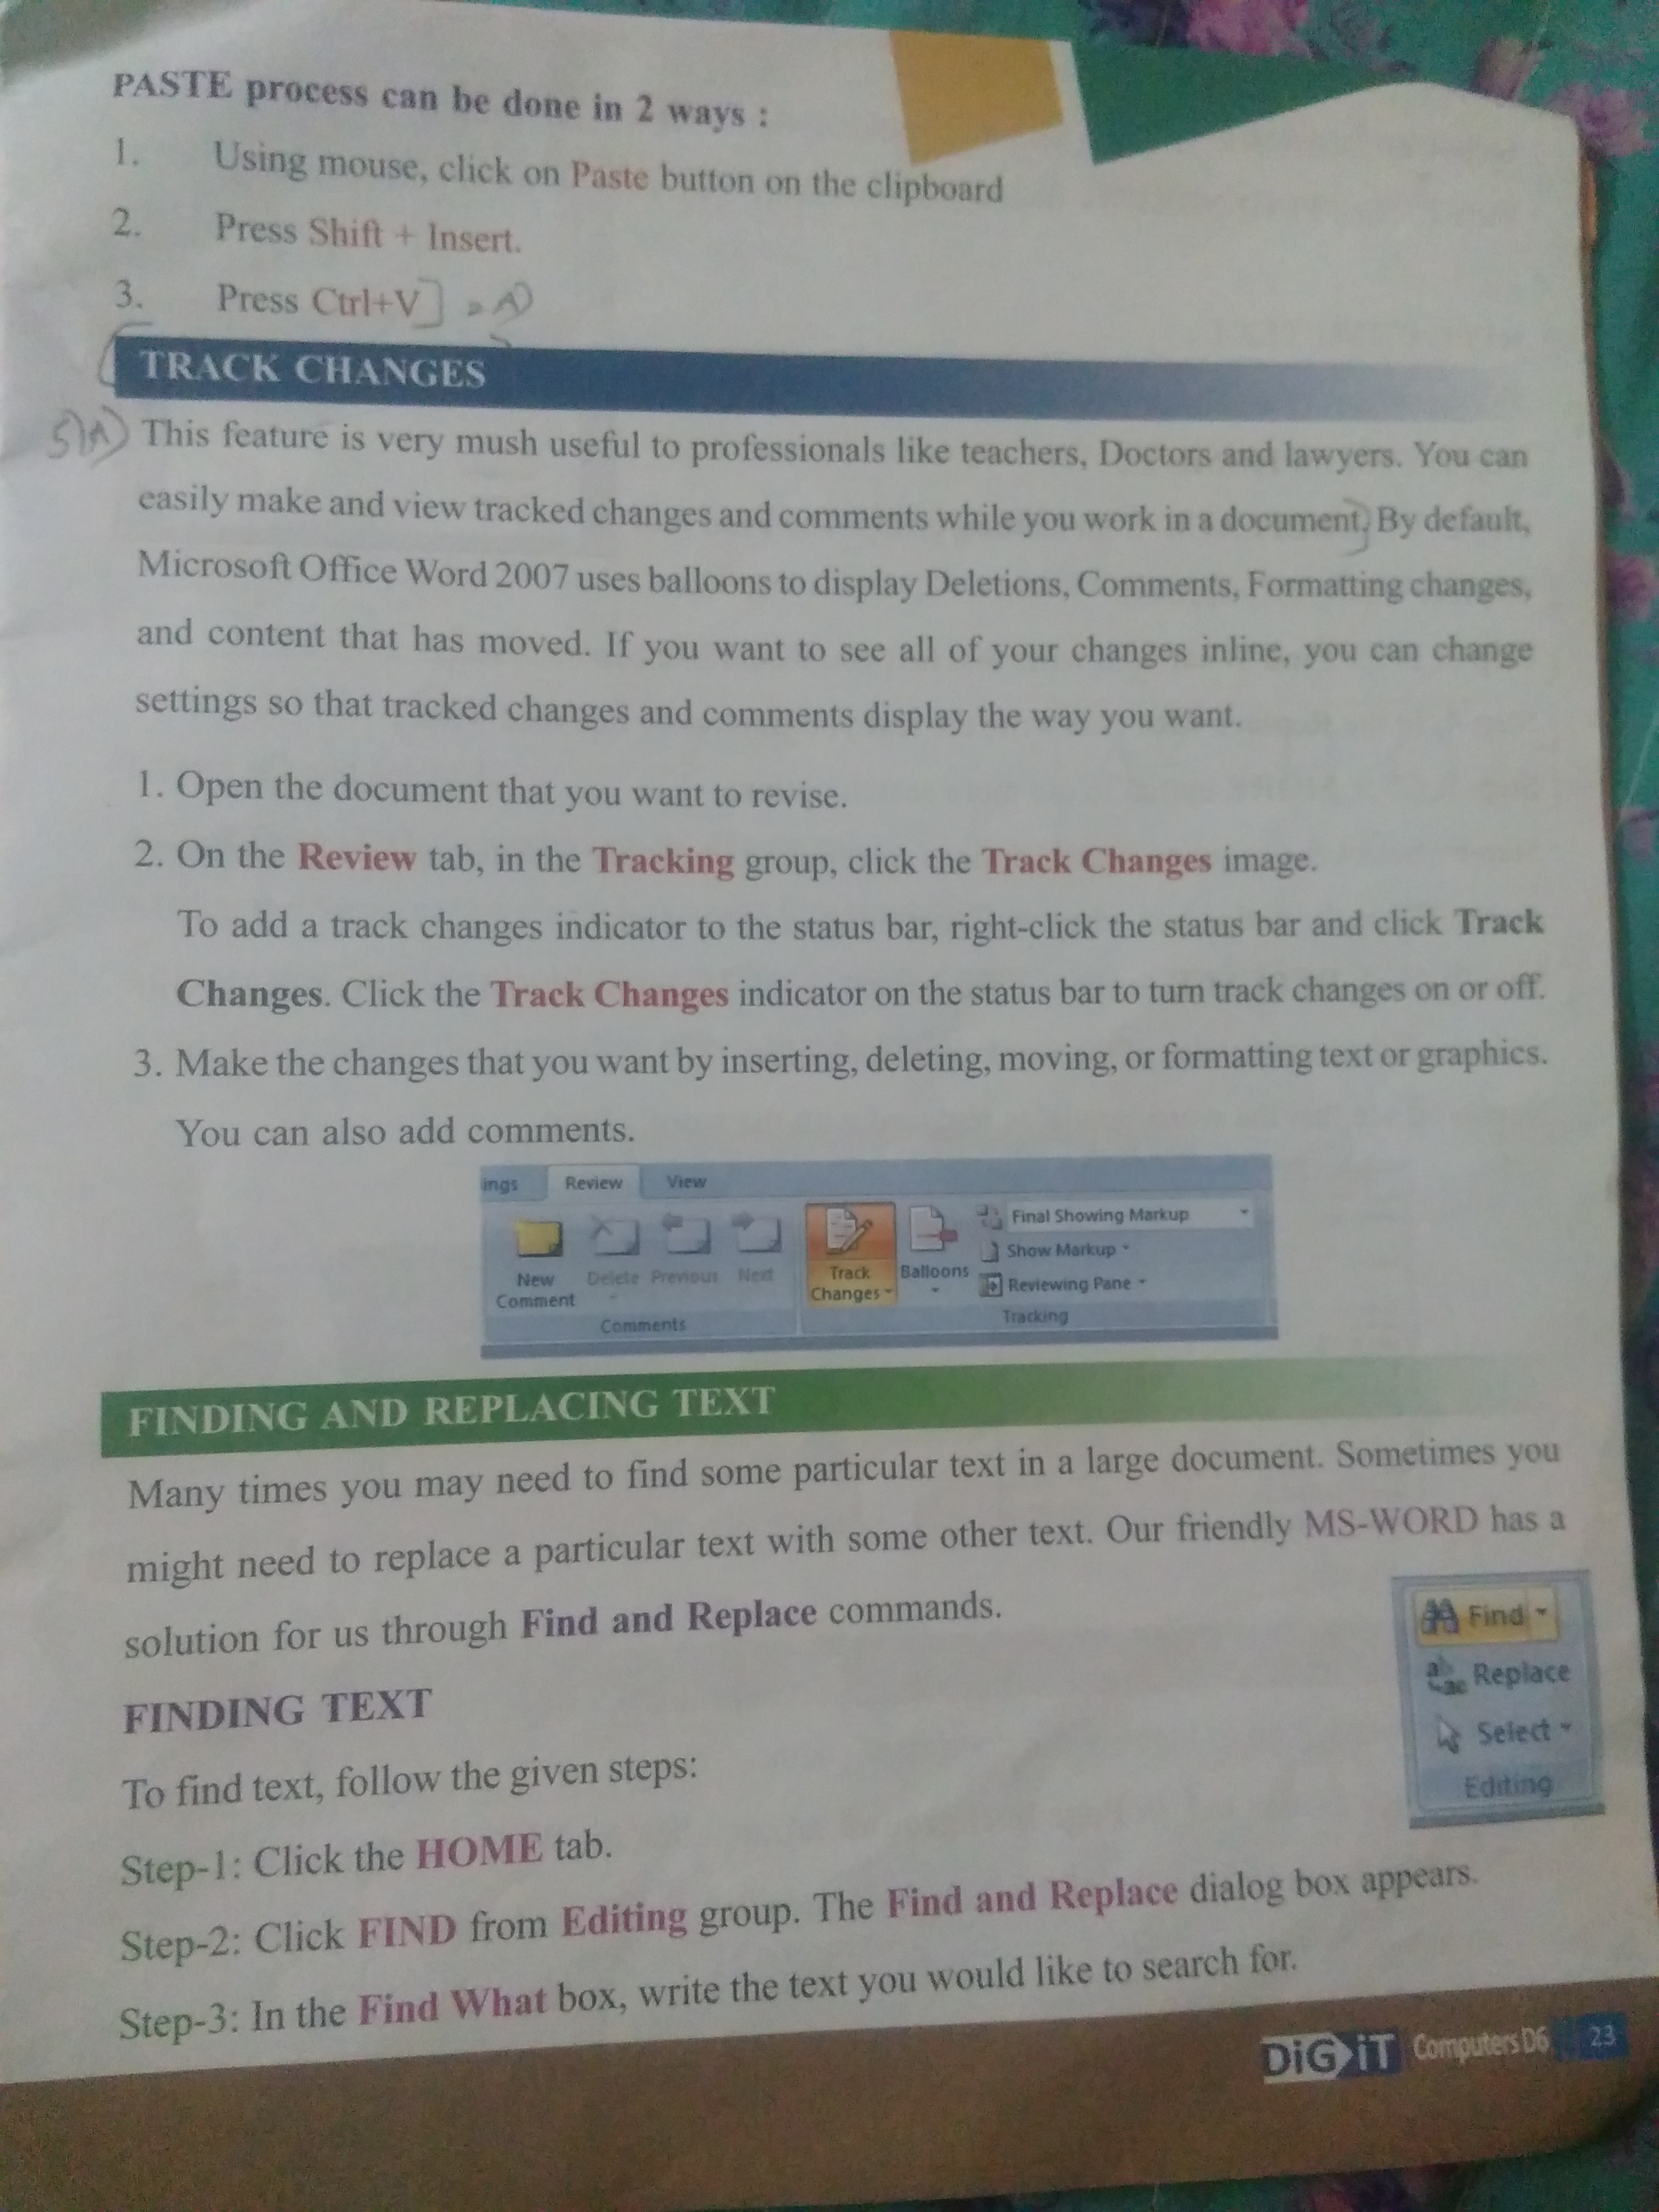 PASTE process can be done in 2 ways :
1. Using mouse, click on Paste button on the clipboard
2. Press Shift + Insert.
3. Press Ctrl+V] A)
TRACK CHANGES
5)A) This feature is very mush useful to professionals like teachers, Doctors and lawyers. You can
easily make and view tracked changes and comments while you work in a document.] By default,
Microsoft Office Word 2007 uses balloons to display Deletions, Comments, Formatting changes,
and content that has moved. If you want to see all of your changes inline, you can change
settings so that tracked changes and comments display the way you want.
1. Open the document that you want to revise.
2. On the Review tab, in the Tracking group, click the Track Changes image.
To add a track changes indicator to the status bar, right-click the status bar and click Track
Changes. Click the Track Changes indicator on the status bar to turn track changes on or off.
3. Make the changes that you want by inserting, deleting, moving, or formatting text or graphics.
You can also add comments.
ings Review View
Final Showing Markup
Show Markup
New Delete Previous Next Track Balloons Reviewing Pane
Comment Changes
Comments Tracking
FINDING AND REPLACING TEXT
Many times you may need to find some particular text in a large document. Sometimes you
might need to replace a particular text with some other text. Our friendly MS-WORD has a
solution for us through Find and Replace commands.
Find
Replace
Select
Editing
FINDING TEXT
To find text, follow the given steps:
Step-1: Click the HOME tab.
Step-2: Click FIND from Editing group. The Find and Replace dialog box appears.
Step-3: In the Find What box, write the text you would like to search for.
DiGiT Computers D6 23